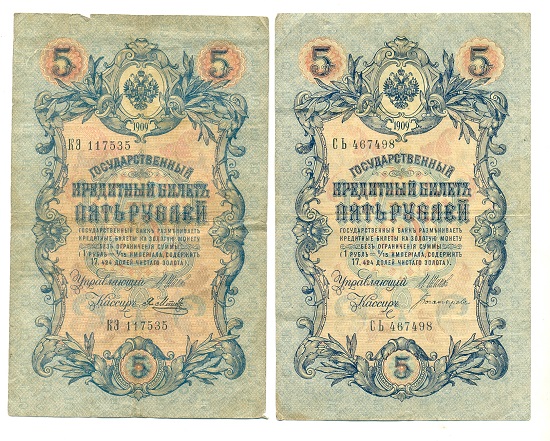 5 5
1909
КЭ 117535
ГОСУДАРСТВЕННЫЙ
КРЕДИТНЫЙ БИЛЕТЪ
ПЯТЬ РУБЛЕЙ
ГОСУДАРСТВЕННЫЙ БАНКЪ РАЗМѢНИВАЕТЪ
КРЕДИТНЫЕ БИЛЕТЫ НА ЗОЛОТУЮ МОНЕТУ
БЕЗЪ ОГРАНИЧЕНІЯ СУММЫ
(1 РУБЛЬ = 1/15 ИМПЕРІАЛА, СОДЕРЖИТЪ
17,424 ДОЛЕЙ ЧИСТАГО ЗОЛОТА).
Управляющій
Кассиръ
КЭ 117535
5
5 5
1909
СЬ 467498
ГОСУДАРСТВЕННЫЙ
КРЕДИТНЫЙ БИЛЕТЪ
ПЯТЬ РУБЛЕЙ
ГОСУДАРСТВЕННЫЙ БАНКЪ РАЗМѢНИВАЕТЪ
КРЕДИТНЫЕ БИЛЕТЫ НА ЗОЛОТУЮ МОНЕТУ
БЕЗЪ ОГРАНИЧЕНІЯ СУММЫ
(1 РУБЛЬ = 1/15 ИМПЕРІАЛА, СОДЕРЖИТЪ
17,424 ДОЛЕЙ ЧИСТАГО ЗОЛОТА).
Управляющій
Кассиръ
СЬ 467498
5